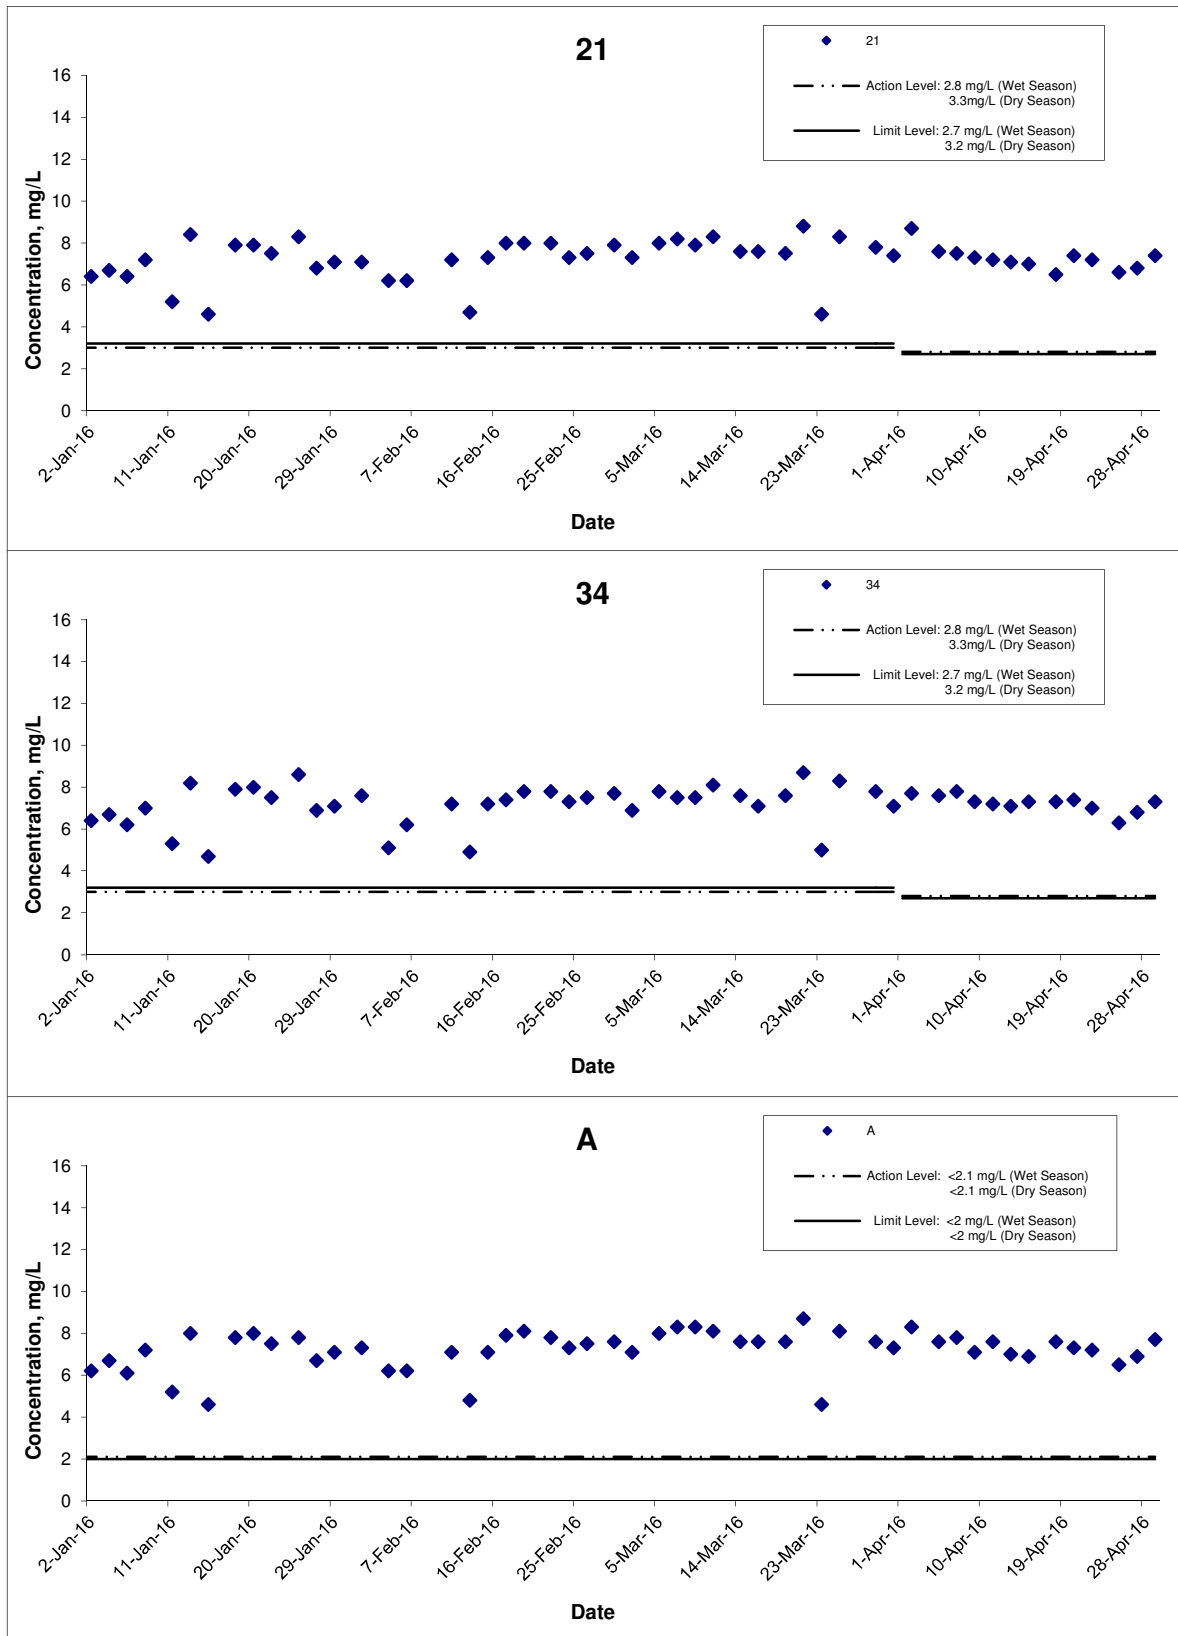 21
21
Action Level: 2.8 mg/L (Wet Season)
3.3mg/L (Dry Season)
Limit Level: 2.7 mg/L (Wet Season)
3.2 mg/L (Dry Season)
Concentration, mg/L
16
14
12
10
8
6
4
2
0
2-Jan-16
11-Jan-16
20-Jan-16
29-Jan-16
7-Feb-16
16-Feb-16
25-Feb-16
5-Mar-16
14-Mar-16
23-Mar-16
1-Apr-16
10-Apr-16
19-Apr-16
28-Apr-16
Date
34
34
Action Level: 2.8 mg/L (Wet Season)
3.3mg/L (Dry Season)
Limit Level: 2.7 mg/L (Wet Season)
3.2 mg/L (Dry Season)
Concentration, mg/L
16
14
12
10
8
6
4
2
0
2-Jan-16
11-Jan-16
20-Jan-16
29-Jan-16
7-Feb-16
16-Feb-16
25-Feb-16
5-Mar-16
14-Mar-16
23-Mar-16
1-Apr-16
10-Apr-16
19-Apr-16
28-Apr-16
Date
A
A
Action Level: <2.1 mg/L (Wet Season)
<2.1 mg/L (Dry Season)
Limit Level: <2 mg/L (Wet Season)
<2 mg/L (Dry Season)
Concentration, mg/L
16
14
12
10
8
6
4
2
0
2-Jan-16
11-Jan-16
20-Jan-16
29-Jan-16
7-Feb-16
16-Feb-16
25-Feb-16
5-Mar-16
14-Mar-16
23-Mar-16
1-Apr-16
10-Apr-16
19-Apr-16
28-Apr-16
Date